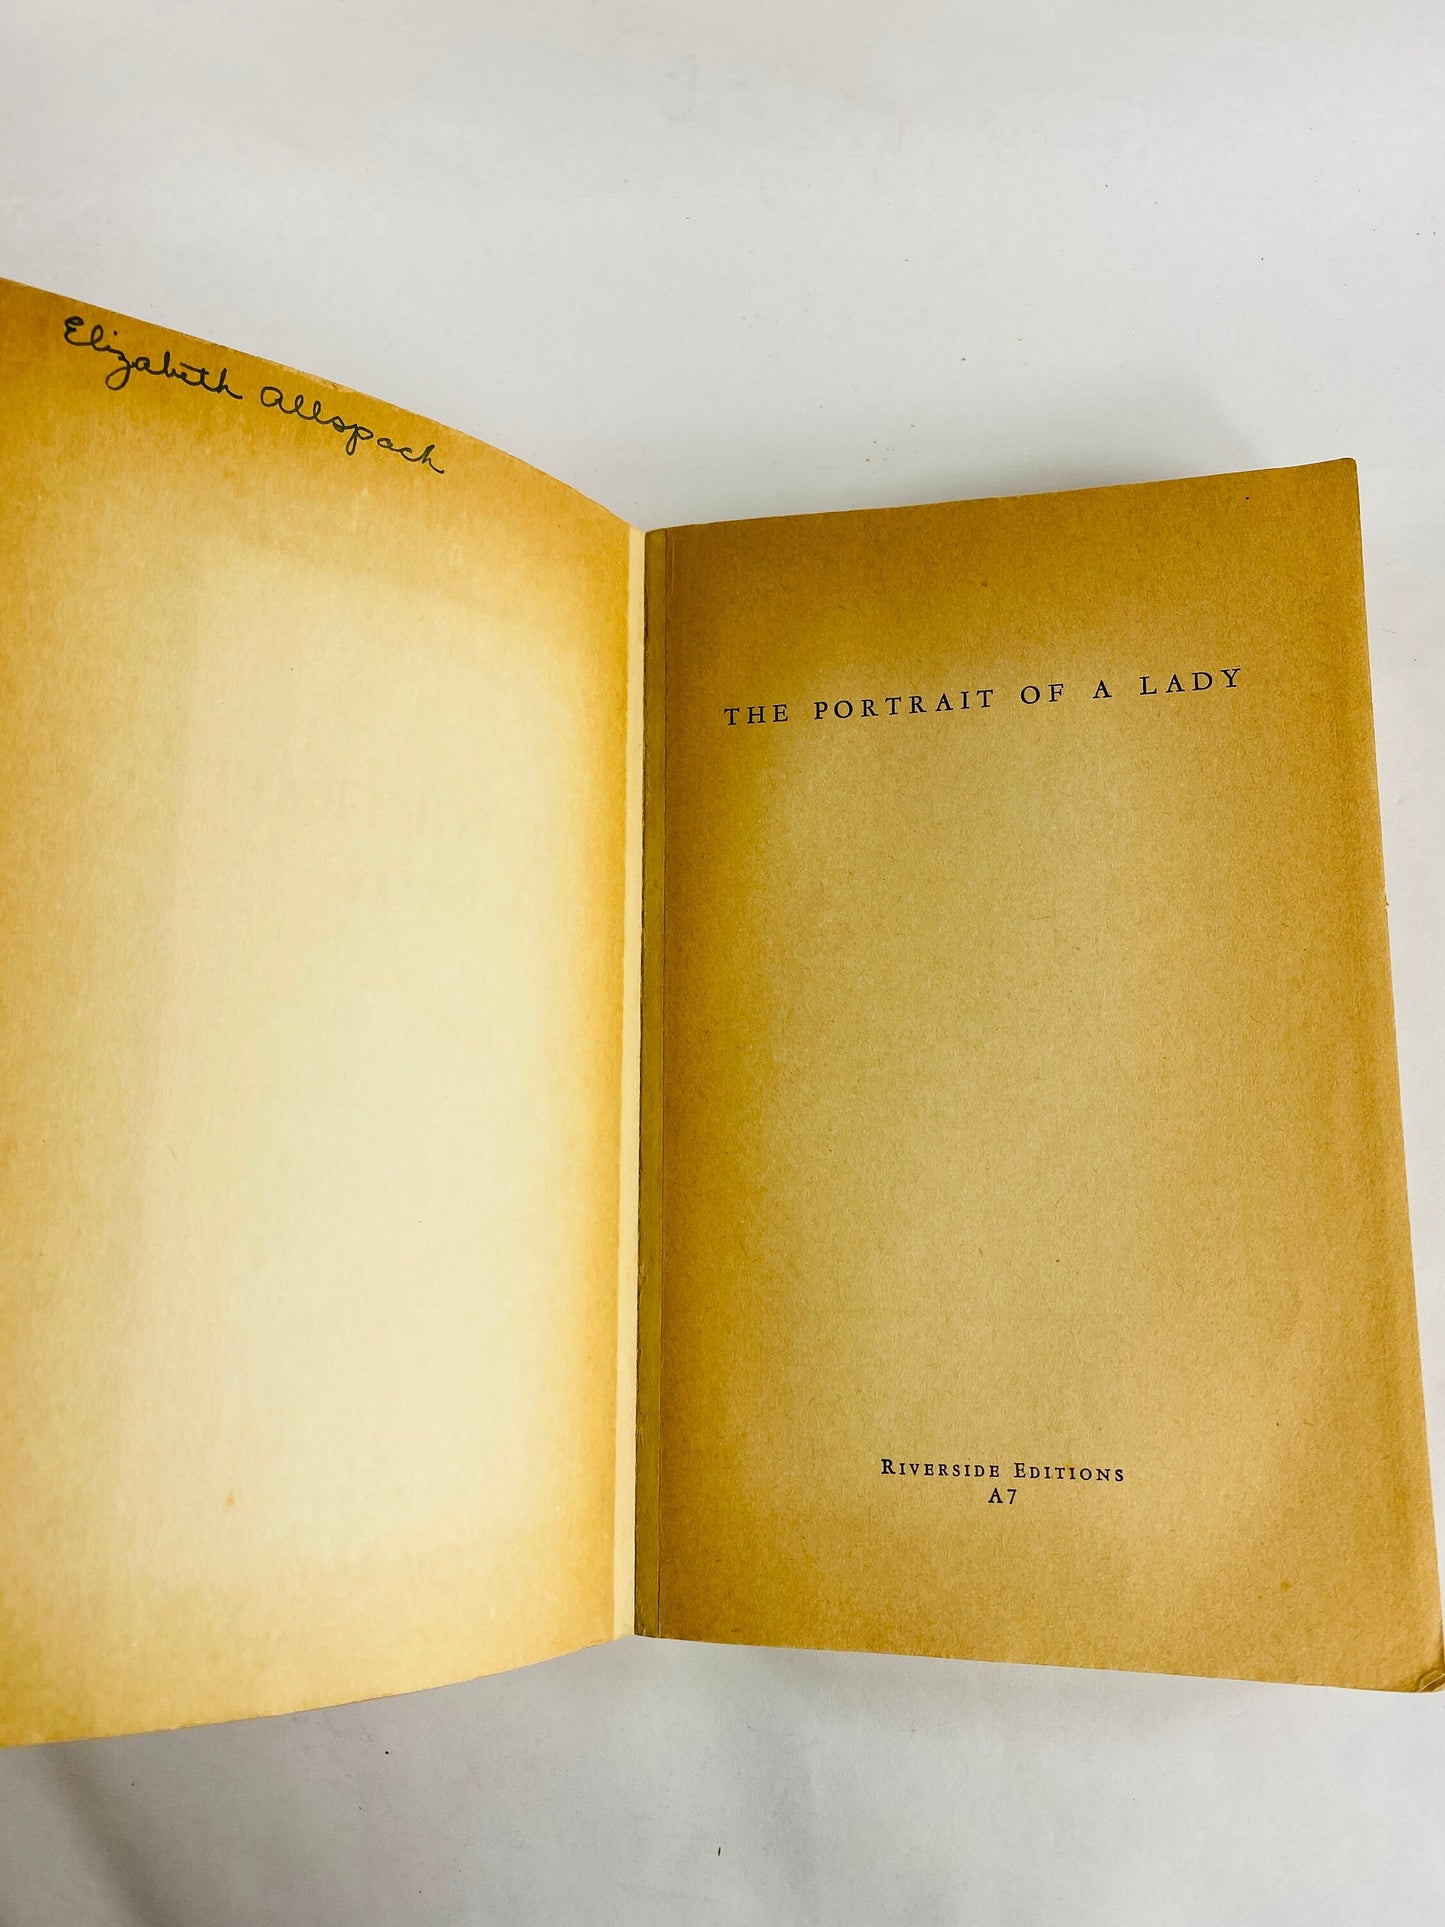 Elizabeth Allspach
THE PORTRAIT OF A LADY
RIVERSIDE EDITIONS
A7